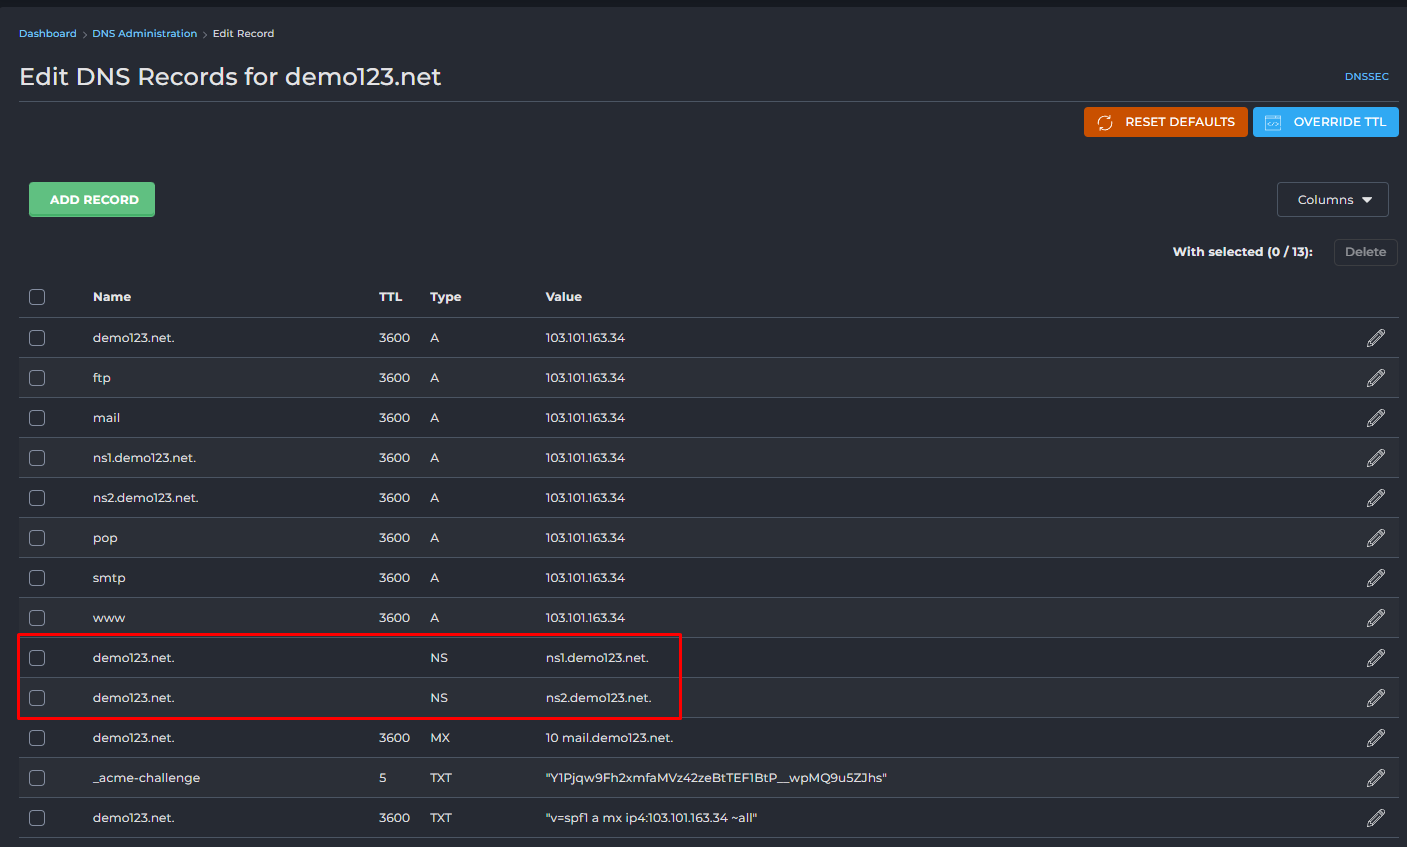 Dashboard > DNS Administration > Edit Record
Edit DNS Records for demo123.net
DNSSEC
RESET DEFAULTS
OVERRIDE TTL
ADD RECORD
Columns
With selected (0 / 13):
Delete
Name TTL Type Value
demo123.net. 3600 A 103.101.163.34
ftp 3600 A 103.101.163.34
mail 3600 A 103.101.163.34
ns1.demo123.net. 3600 A 103.101.163.34
ns2.demo123.net. 3600 A 103.101.163.34
pop 3600 A 103.101.163.34
smtp 3600 A 103.101.163.34
www 3600 A 103.101.163.34
demo123.net. NS ns1.demo123.net.
demo123.net. NS ns2.demo123.net.
demo123.net. 3600 MX 10 mail.demo123.net.
_acme-challenge 5 TXT "Y1Pjqw9Fh2xmfaMVz42zeBtTEF1BtP__wpMQ9u5ZJhs"
demo123.net. 3600 TXT "v=spf1 a mx ip4:103.101.163.34 ~all"